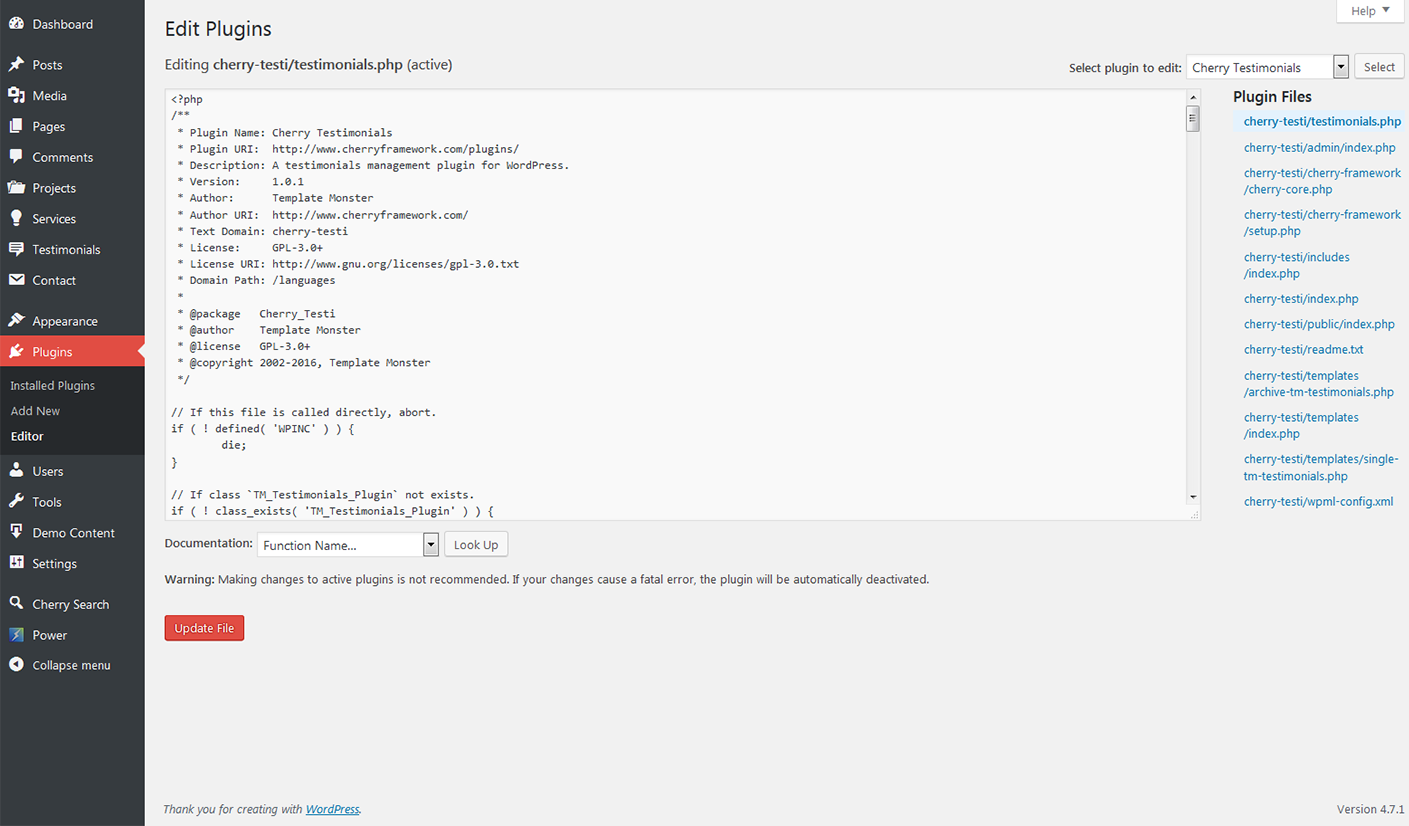 Dashboard
Posts
Media
Pages
Comments
Projects
Services
Testimonials
Contact
Appearance
Plugins
Installed Plugins
Add New
Editor
Users
Tools
Demo Content
Settings
Cherry Search
Power
Collapse menu
Help
Edit Plugins
Editing cherry-testi/testimonials.php (active)
Select plugin to edit: Cherry Testimonials Select
<?php
/**
 * Plugin Name: Cherry Testimonials
 * Plugin URI:  http://www.cherryframework.com/plugins/
 * Description: A testimonials management plugin for WordPress.
 * Version:     1.0.1
 * Author:      Template Monster
 * Author URI:  http://www.cherryframework.com/
 * Text Domain: cherry-testi
 * License:     GPL-3.0+
 * License URI: http://www.gnu.org/licenses/gpl-3.0.txt
 * Domain Path: /languages
 *
 * @package   Cherry_Testi
 * @author    Template Monster
 * @license   GPL-3.0+
 * @copyright 2002-2016, Template Monster
 */
// If this file is called directly, abort.
if ( ! defined( 'WPINC' ) ) {
        die;
}
// If class `TM_Testimonials_Plugin` not exists.
if ( ! class_exists( 'TM_Testimonials_Plugin' ) ) {
Plugin Files
cherry-testi/testimonials.php
cherry-testi/admin/index.php
cherry-testi/cherry-framework
/cherry-core.php
cherry-testi/cherry-framework
/setup.php
cherry-testi/includes
/index.php
cherry-testi/index.php
cherry-testi/public/index.php
cherry-testi/readme.txt
cherry-testi/templates
/archive-tm-testimonials.php
cherry-testi/templates
/index.php
cherry-testi/templates/single-
tm-testimonials.php
cherry-testi/wpml-config.xml
Documentation: Function Name... Look Up
Warning: Making changes to active plugins is not recommended. If your changes cause a fatal error, the plugin will be automatically deactivated.
Update File
Thank you for creating with WordPress.
Version 4.7.1